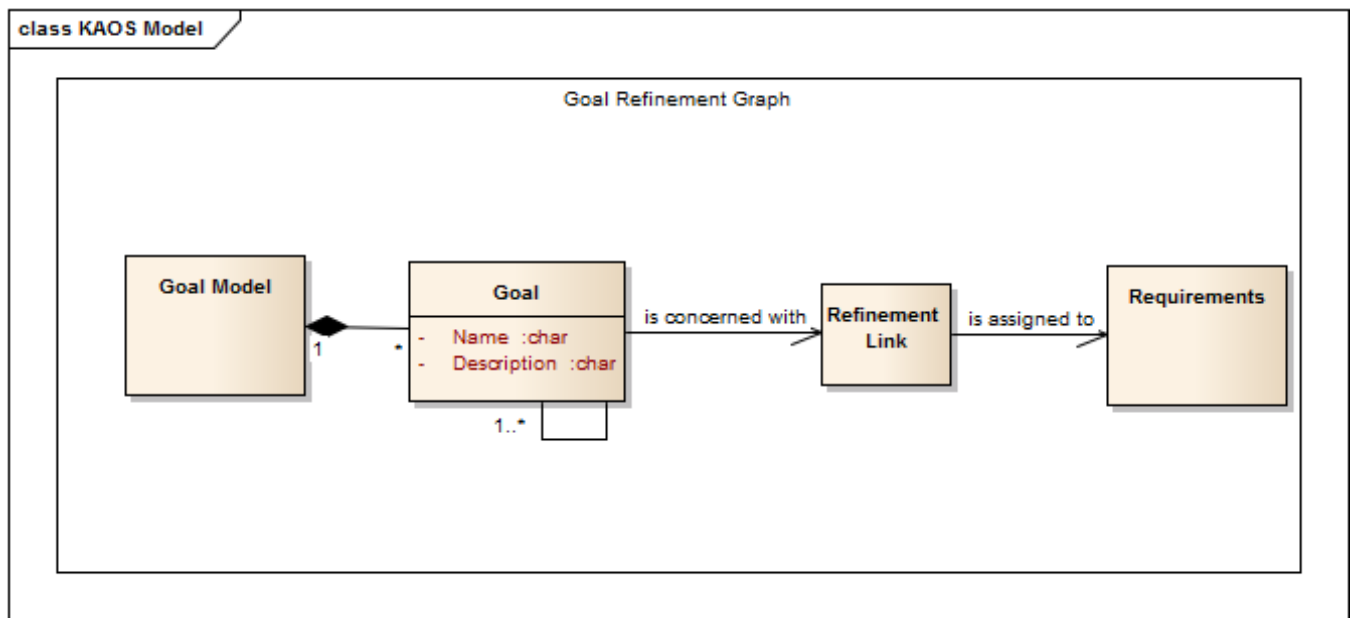 class KAOS Model
Goal Refinement Graph
Goal Model
1
*
Goal
- Name :char
- Description :char
1..*
is concerned with
Refinement
Link
is assigned to
Requirements